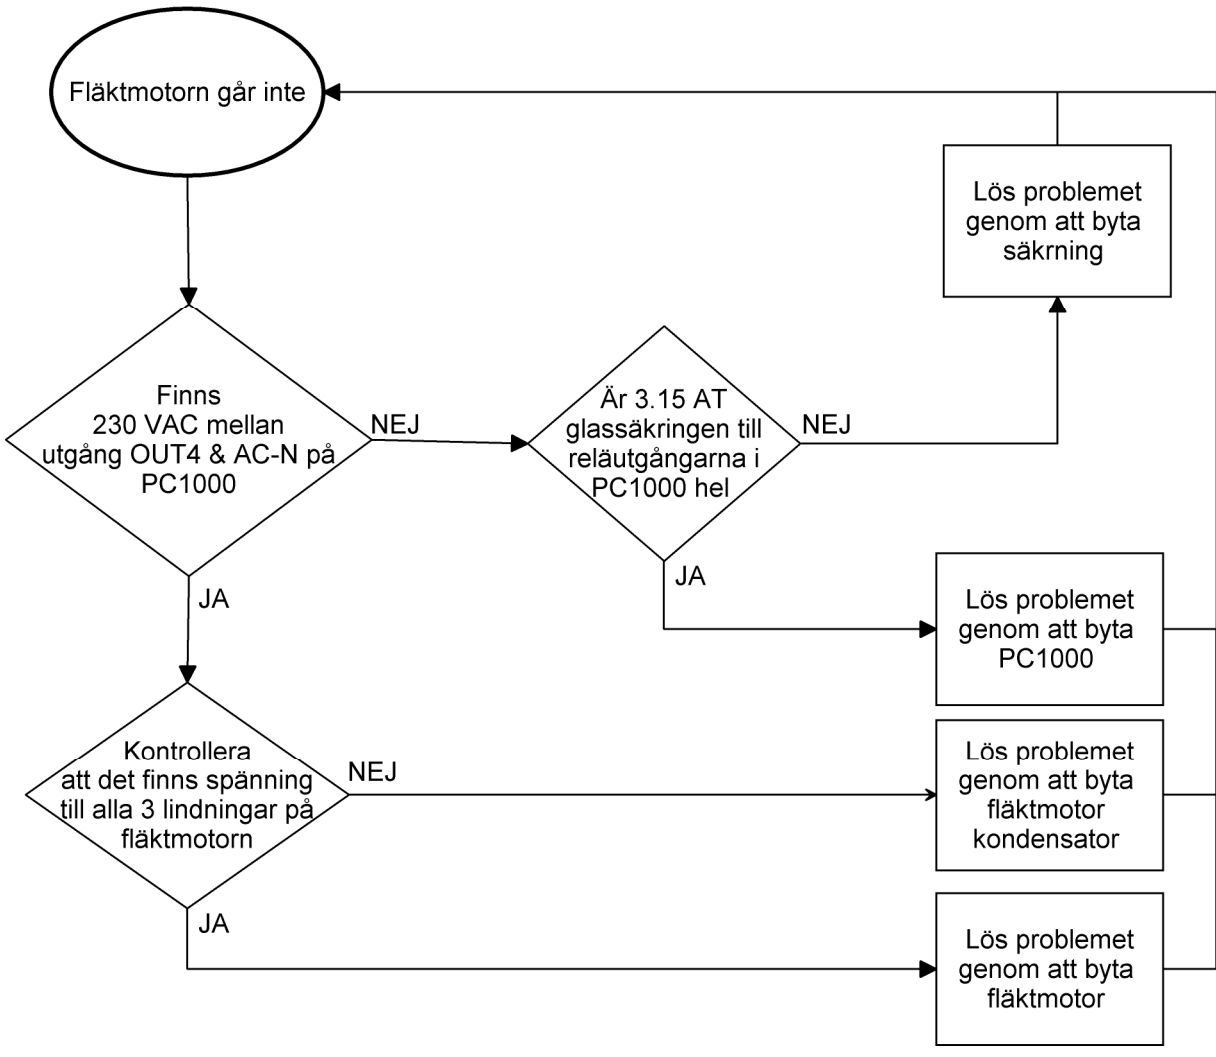 Fläktmotorn går inte
Lös problemet
genom att byta
säkrning
Finns
230 VAC mellan
utgång OUT4 & AC-N på
PC1000
NEJ
Är 3.15 AT
glassäkringen till
reläutgångarna i
PC1000 hel
NEJ
JA
JA
Lös problemet
genom att byta
PC1000
Kontrollera
att det finns spänning
till alla 3 lindningar på
fläktmotorn
NEJ
Lös problemet
genom att byta
fläktmotor
kondensator
JA
Lös problemet
genom att byta
fläktmotor